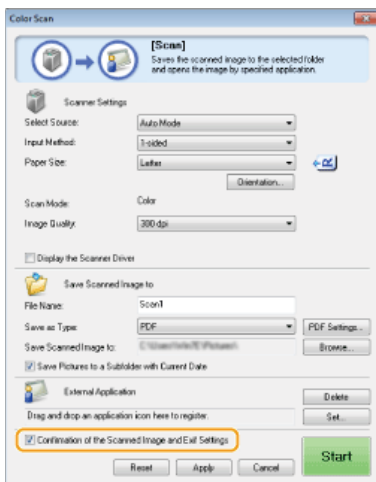 Color Scan
[Scan]
Saves the scanned image to the selected folder
and opens the image by specified application.
Scanner Settings
Select Source: Auto Mode
Input Method: 1-sided
Paper Size: Letter
Orientation...
Scan Mode: Color
Image Quality: 300 dpi
Display the Scanner Driver
Save Scanned Image to
File Name: Scan1
Save as Type: PDF PDF Settings...
Save Scanned Image to: Browse...
Save Pictures to a Subfolder with Current Date
External Application Delete
Drag and drop an application icon here to register. Set...
Confirmation of the Scanned Image and Exit Settings
Start
Reset Apply Cancel